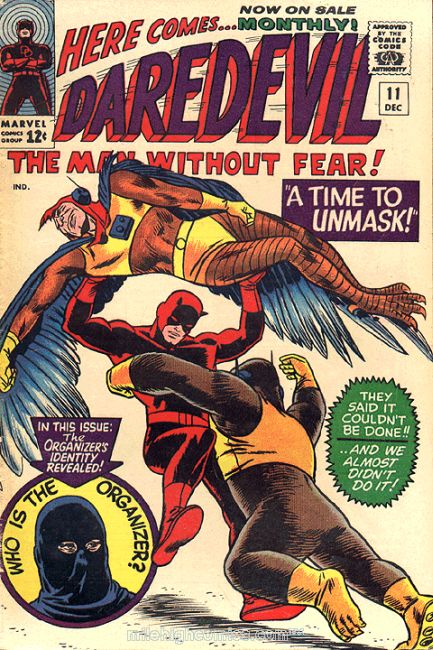 NOW ON SALE
MONTHLY!
HERE COMES...
DAREDEVIL
THE MAN WITHOUT FEAR!
APPROVED
BY THE
COMICS
CODE
AUTHORITY
MARVEL
COMICS
GROUP
12¢
11
DEC
IND.
"A TIME TO
UNMASK!"
THEY
SAID IT
COULDN'T
BE DONE!!
..AND WE
ALMOST
DIDN'T
DO IT!
IN THIS ISSUE:
The
ORGANIZER'S
IDENTITY
REVEALED!
WHO IS THE
ORGANIZER?